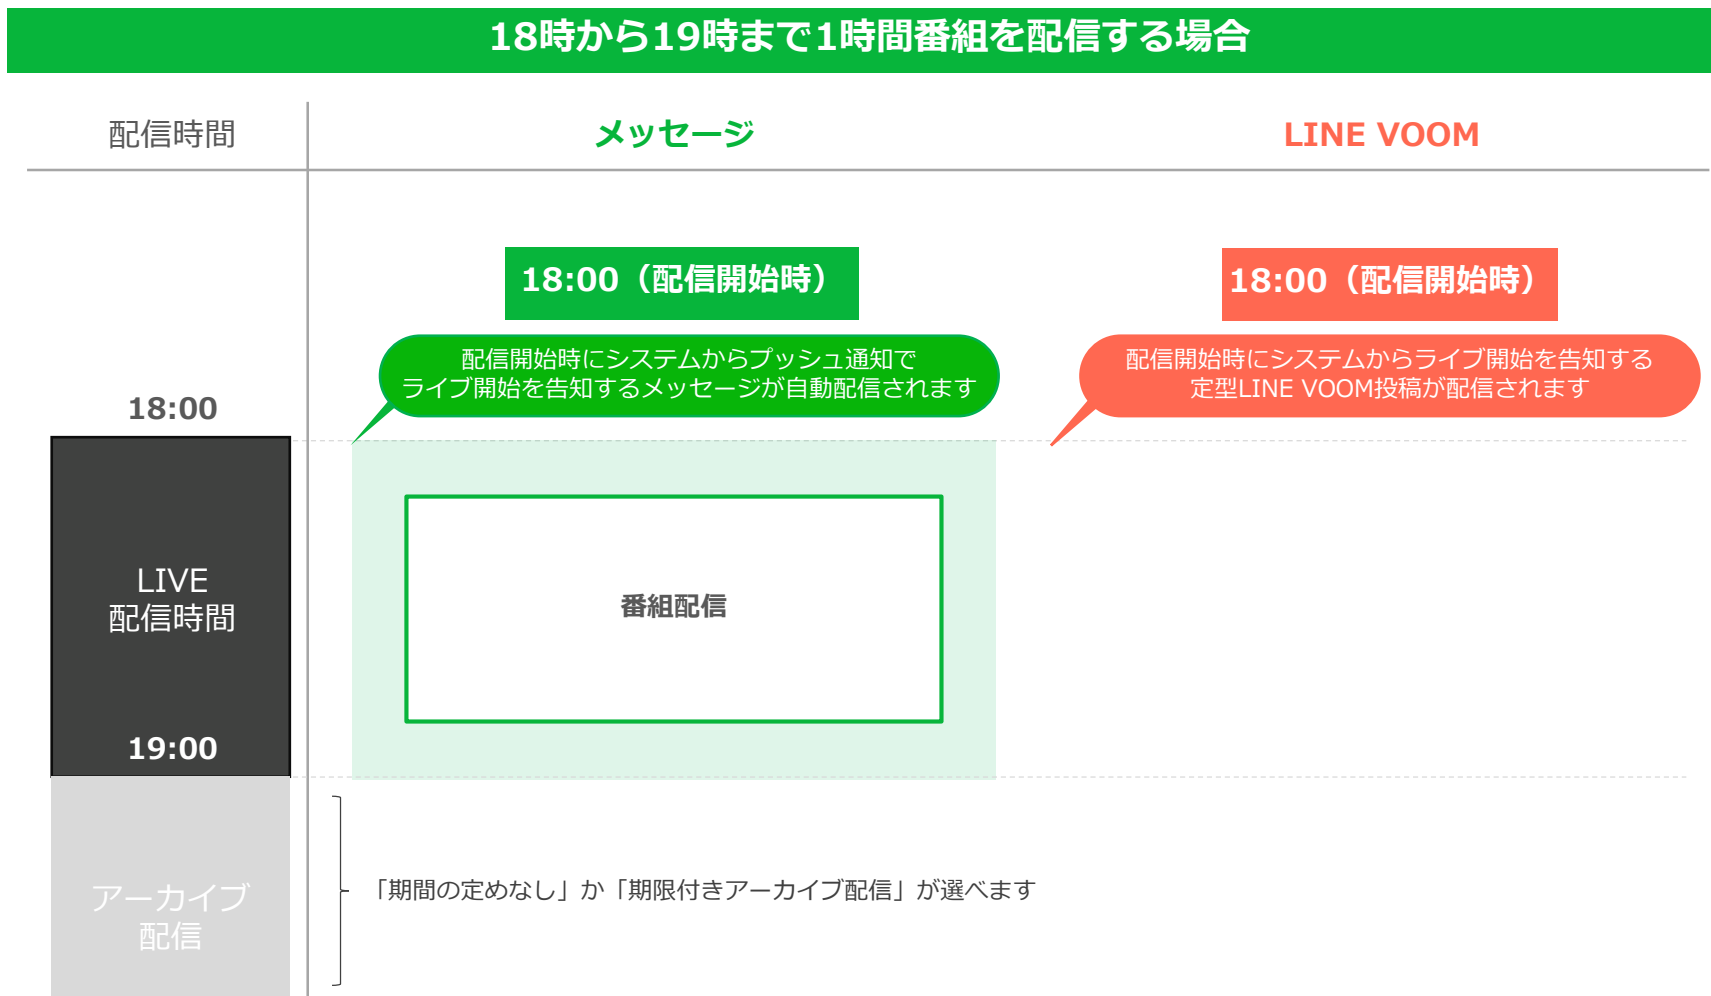 18時から19時まで1時間番組を配信する場合
配信時間
メッセージ
LINE VOOM
18:00（配信開始時）
18:00（配信開始時）
配信開始時にシステムからプッシュ通知で
ライブ開始を告知するメッセージが自動配信されます
配信開始時にシステムからライブ開始を告知する
定型LINE VOOM投稿が配信されます
18:00
LIVE
配信時間
番組配信
19:00
アーカイブ
配信
「期間の定めなし」か「期限付きアーカイブ配信」が選べます